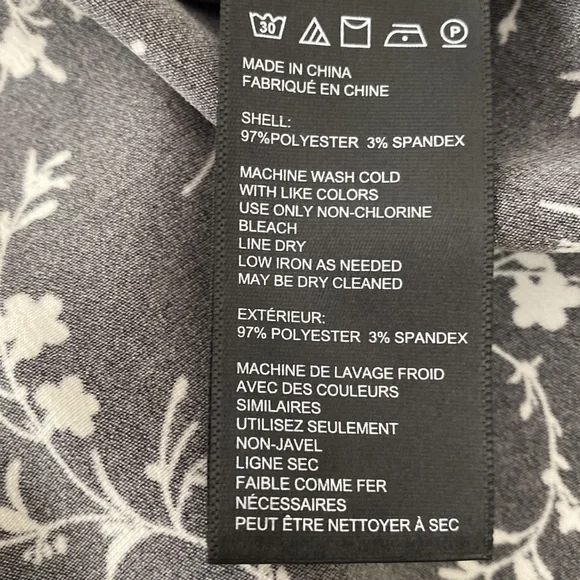 30 P
MADE IN CHINA
FABRIQUÉ EN CHINE
SHELL:
97%POLYESTER 3% SPANDEX
MACHINE WASH COLD
WITH LIKE COLORS
USE ONLY NON-CHLORINE
BLEACH
LINE DRY
LOW IRON AS NEEDED
MAY BE DRY CLEANED
EXTÉRIEUR:
97% POLYESTER 3% SPANDEX
MACHINE DE LAVAGE FROID
AVEC DES COULEURS
SIMILAIRES
UTILISEZ SEULEMENT
NON-JAVEL
LIGNE SEC
FAIBLE COMME FER
NÉCESSAIRES
PEUT ÊTRE NETTOYER À SEC